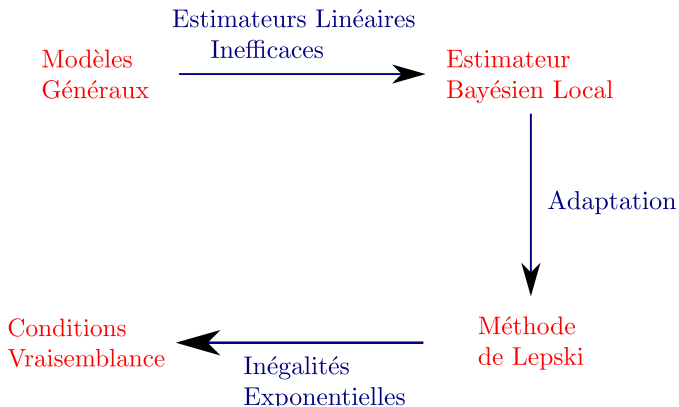 Estimateurs Linéaires
Inefficaces
Modèles
Généraux
Estimateur
Bayésien Local
Adaptation
Méthode
de Lepski
Inégalités
Exponentielles
Conditions
Vraisemblance